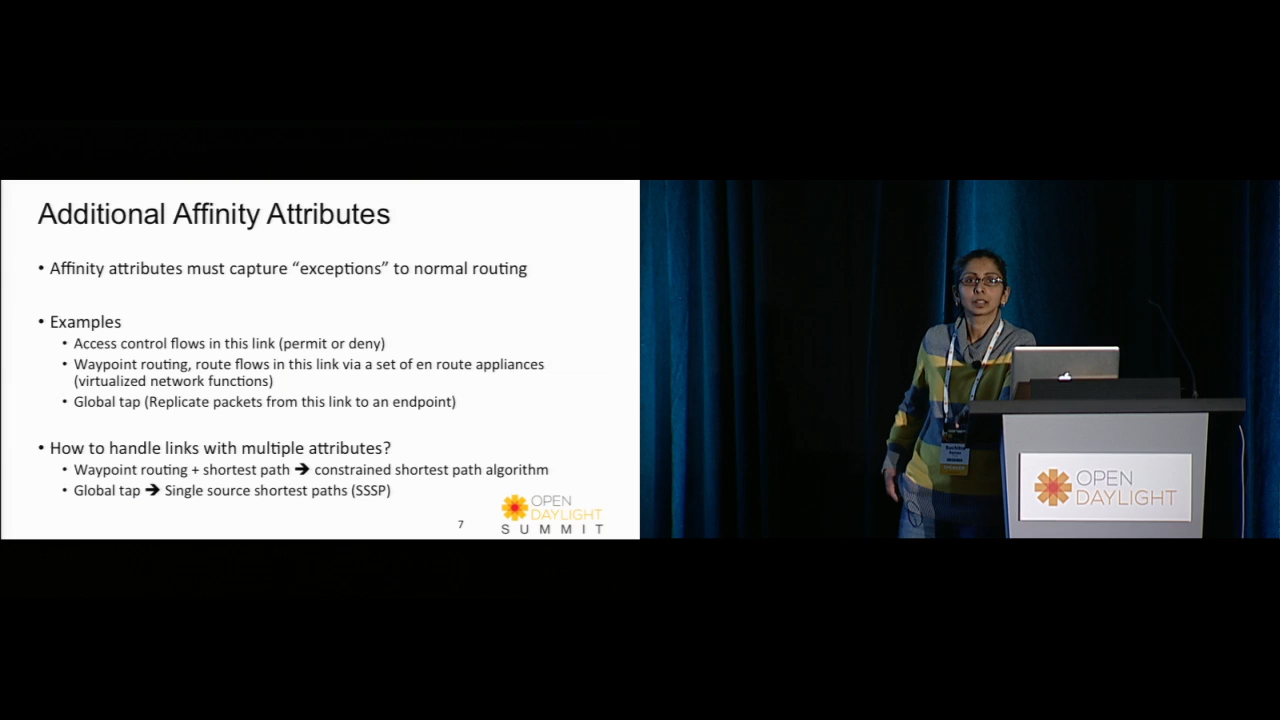 Additional Affinity Attributes
• Affinity attributes must capture “exceptions” to normal routing
• Examples
• Access control flows in this link (permit or deny)
• Waypoint routing, route flows in this link via a set of en route appliances
(virtualized network functions)
• Global tap (Replicate packets from this link to an endpoint)
• How to handle links with multiple attributes?
• Waypoint routing + shortest path ➔ constrained shortest path algorithm
• Global tap ➔ Single source shortest paths (SSSP)
7
OPEN
DAYLIGHT
SUMMIT
OPEN
DAYLIGHT